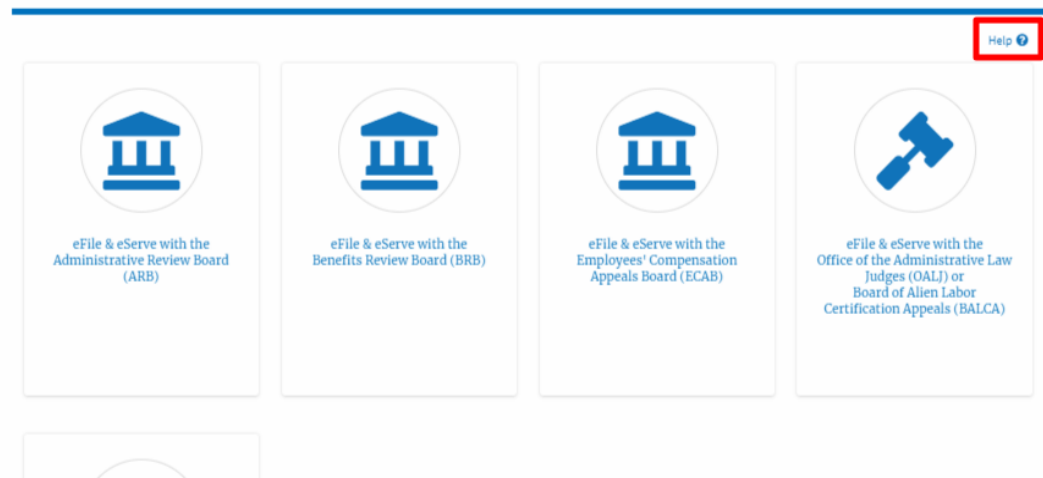 Help
eFile & eServe with the
Administrative Review Board
(ARB)
eFile & eServe with the
Benefits Review Board (BRB)
eFile & eServe with the
Employees' Compensation
Appeals Board (ECAB)
eFile & eServe with the
Office of the Administrative Law
Judges (OALJ) or
Board of Alien Labor
Certification Appeals (BALCA)